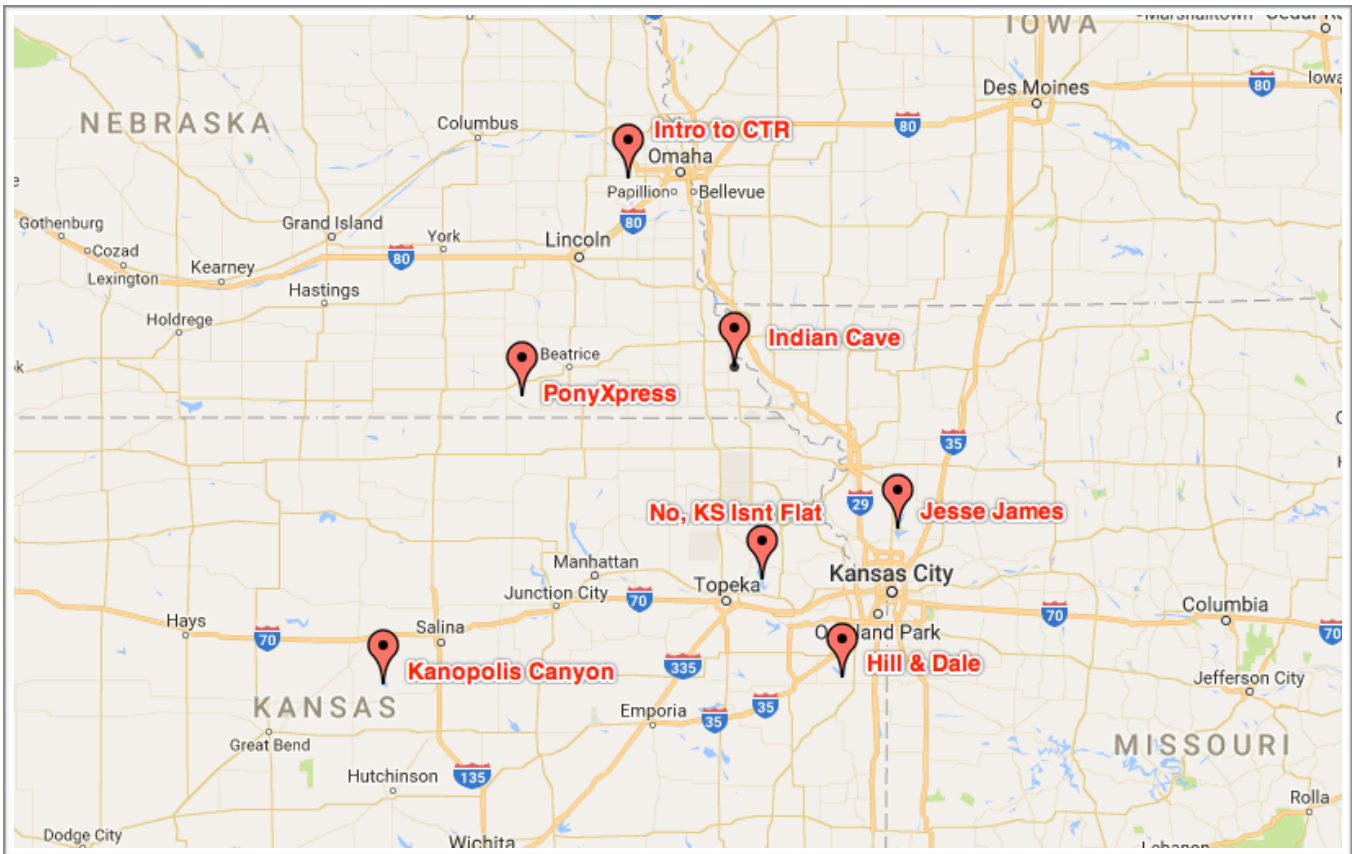 Marshalltown
IOWA
Des Moines
80
Iowa
NEBRASKA
Columbus
Intro to CTR
80
Omaha
Papillion
Bellevue
80
Gothenburg
Grand Island
York
Lincoln
Cozad
80
Kearney
Lexington
Hastings
Holdrege
Indian Cave
Beatrice
PonyXpress
35
29
Jesse James
No, KS Isnt Flat
Manhattan
Kansas City
Topeka
Junction City
70
Columbia
70
70
Hays
70
Salina
Hill & Dale
335
Kanopolis Canyon
Jefferson City
KANSAS
Emporia
35
35
Great Bend
MISSOURI
Hutchinson
135
Rolla
Dodge City
Wichita
Lebanon